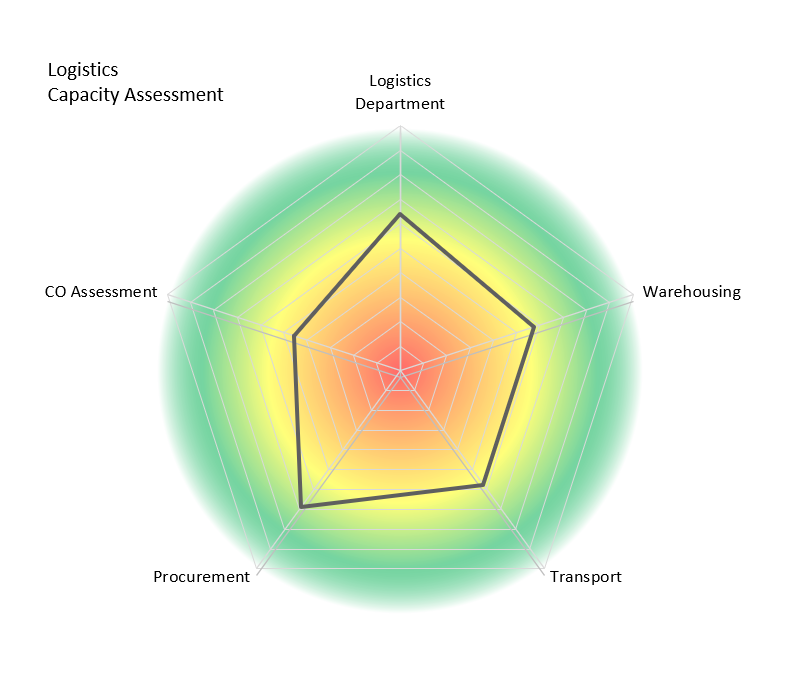 Logistics
Capacity Assessment
Logistics
Department
CO Assessment
Warehousing
Procurement
Transport